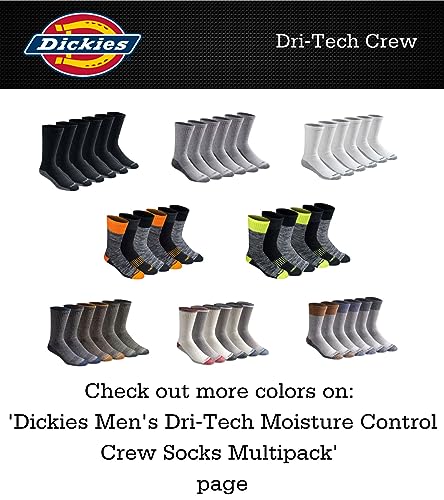 Dickies
Dri-Tech Crew
Check out more colors on:
'Dickies Men's Dri-Tech Moisture Control
Crew Socks Multipack'
page